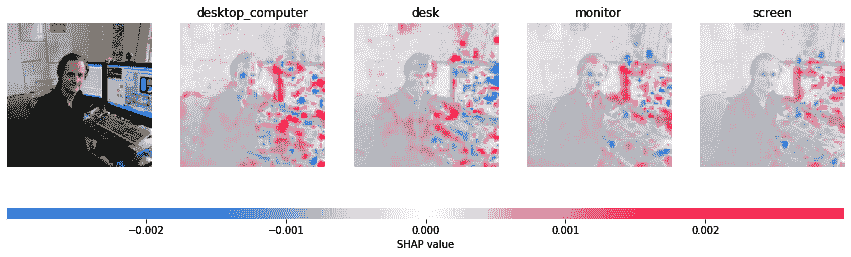 desktop_computer
desk
monitor
screen
−0.002
−0.001
0.000
0.001
0.002
SHAP value